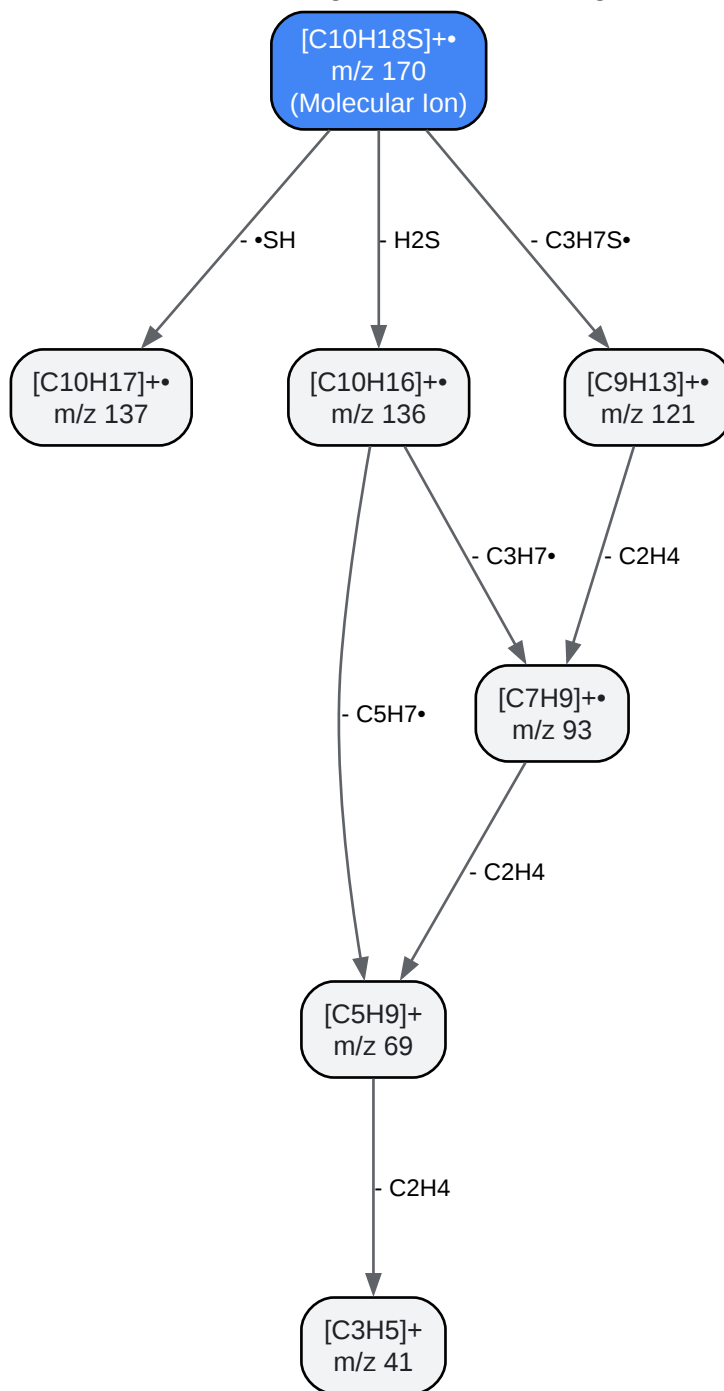 [C10H18S]+•
m/z 170
(Molecular Ion)
- •SH
- H2S
- C3H7S•
[C10H17]+•
m/z 137
[C10H16]+•
m/z 136
[C9H13]+•
m/z 121
- C3H7•
- C2H4
[C7H9]+•
m/z 93
- C5H7•
- C2H4
[C5H9]+
m/z 69
- C2H4
[C3H5]+
m/z 41